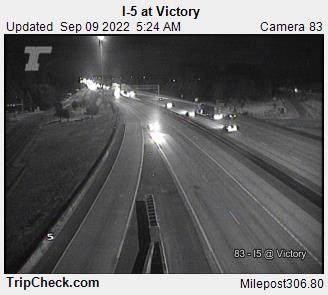 I-5 at Victory
Updated Sep 09 2022 5:24 AM Camera 83
T
S
83 - I5 @ Victory
TripCheck.com Milepost306.80